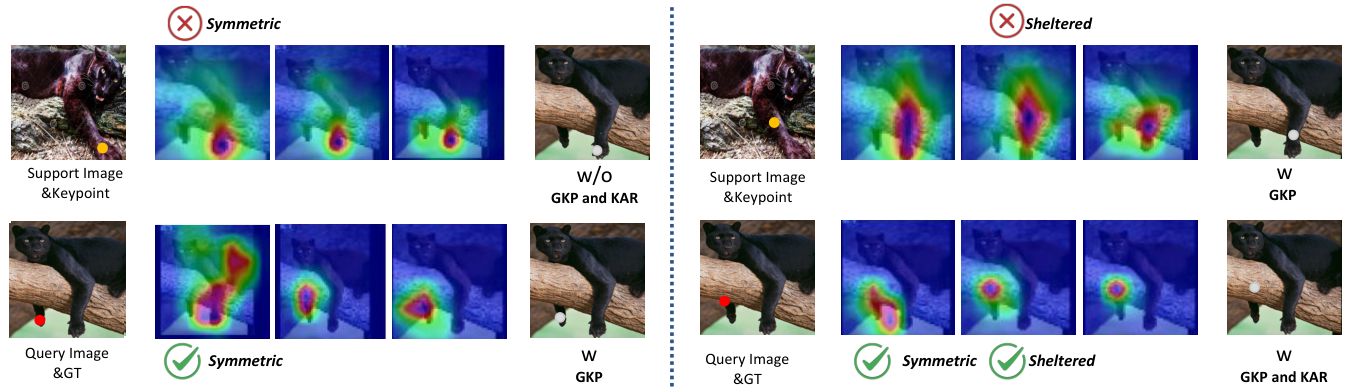 Symmetric
Support Image
&Keypoint
W/O
GKP and KAR
Query Image
&GT
Symmetric
W
GKP
Sheltered
Support Image
&Keypoint
W
GKP
Query Image
&GT
Symmetric
Sheltered
W
GKP and KAR